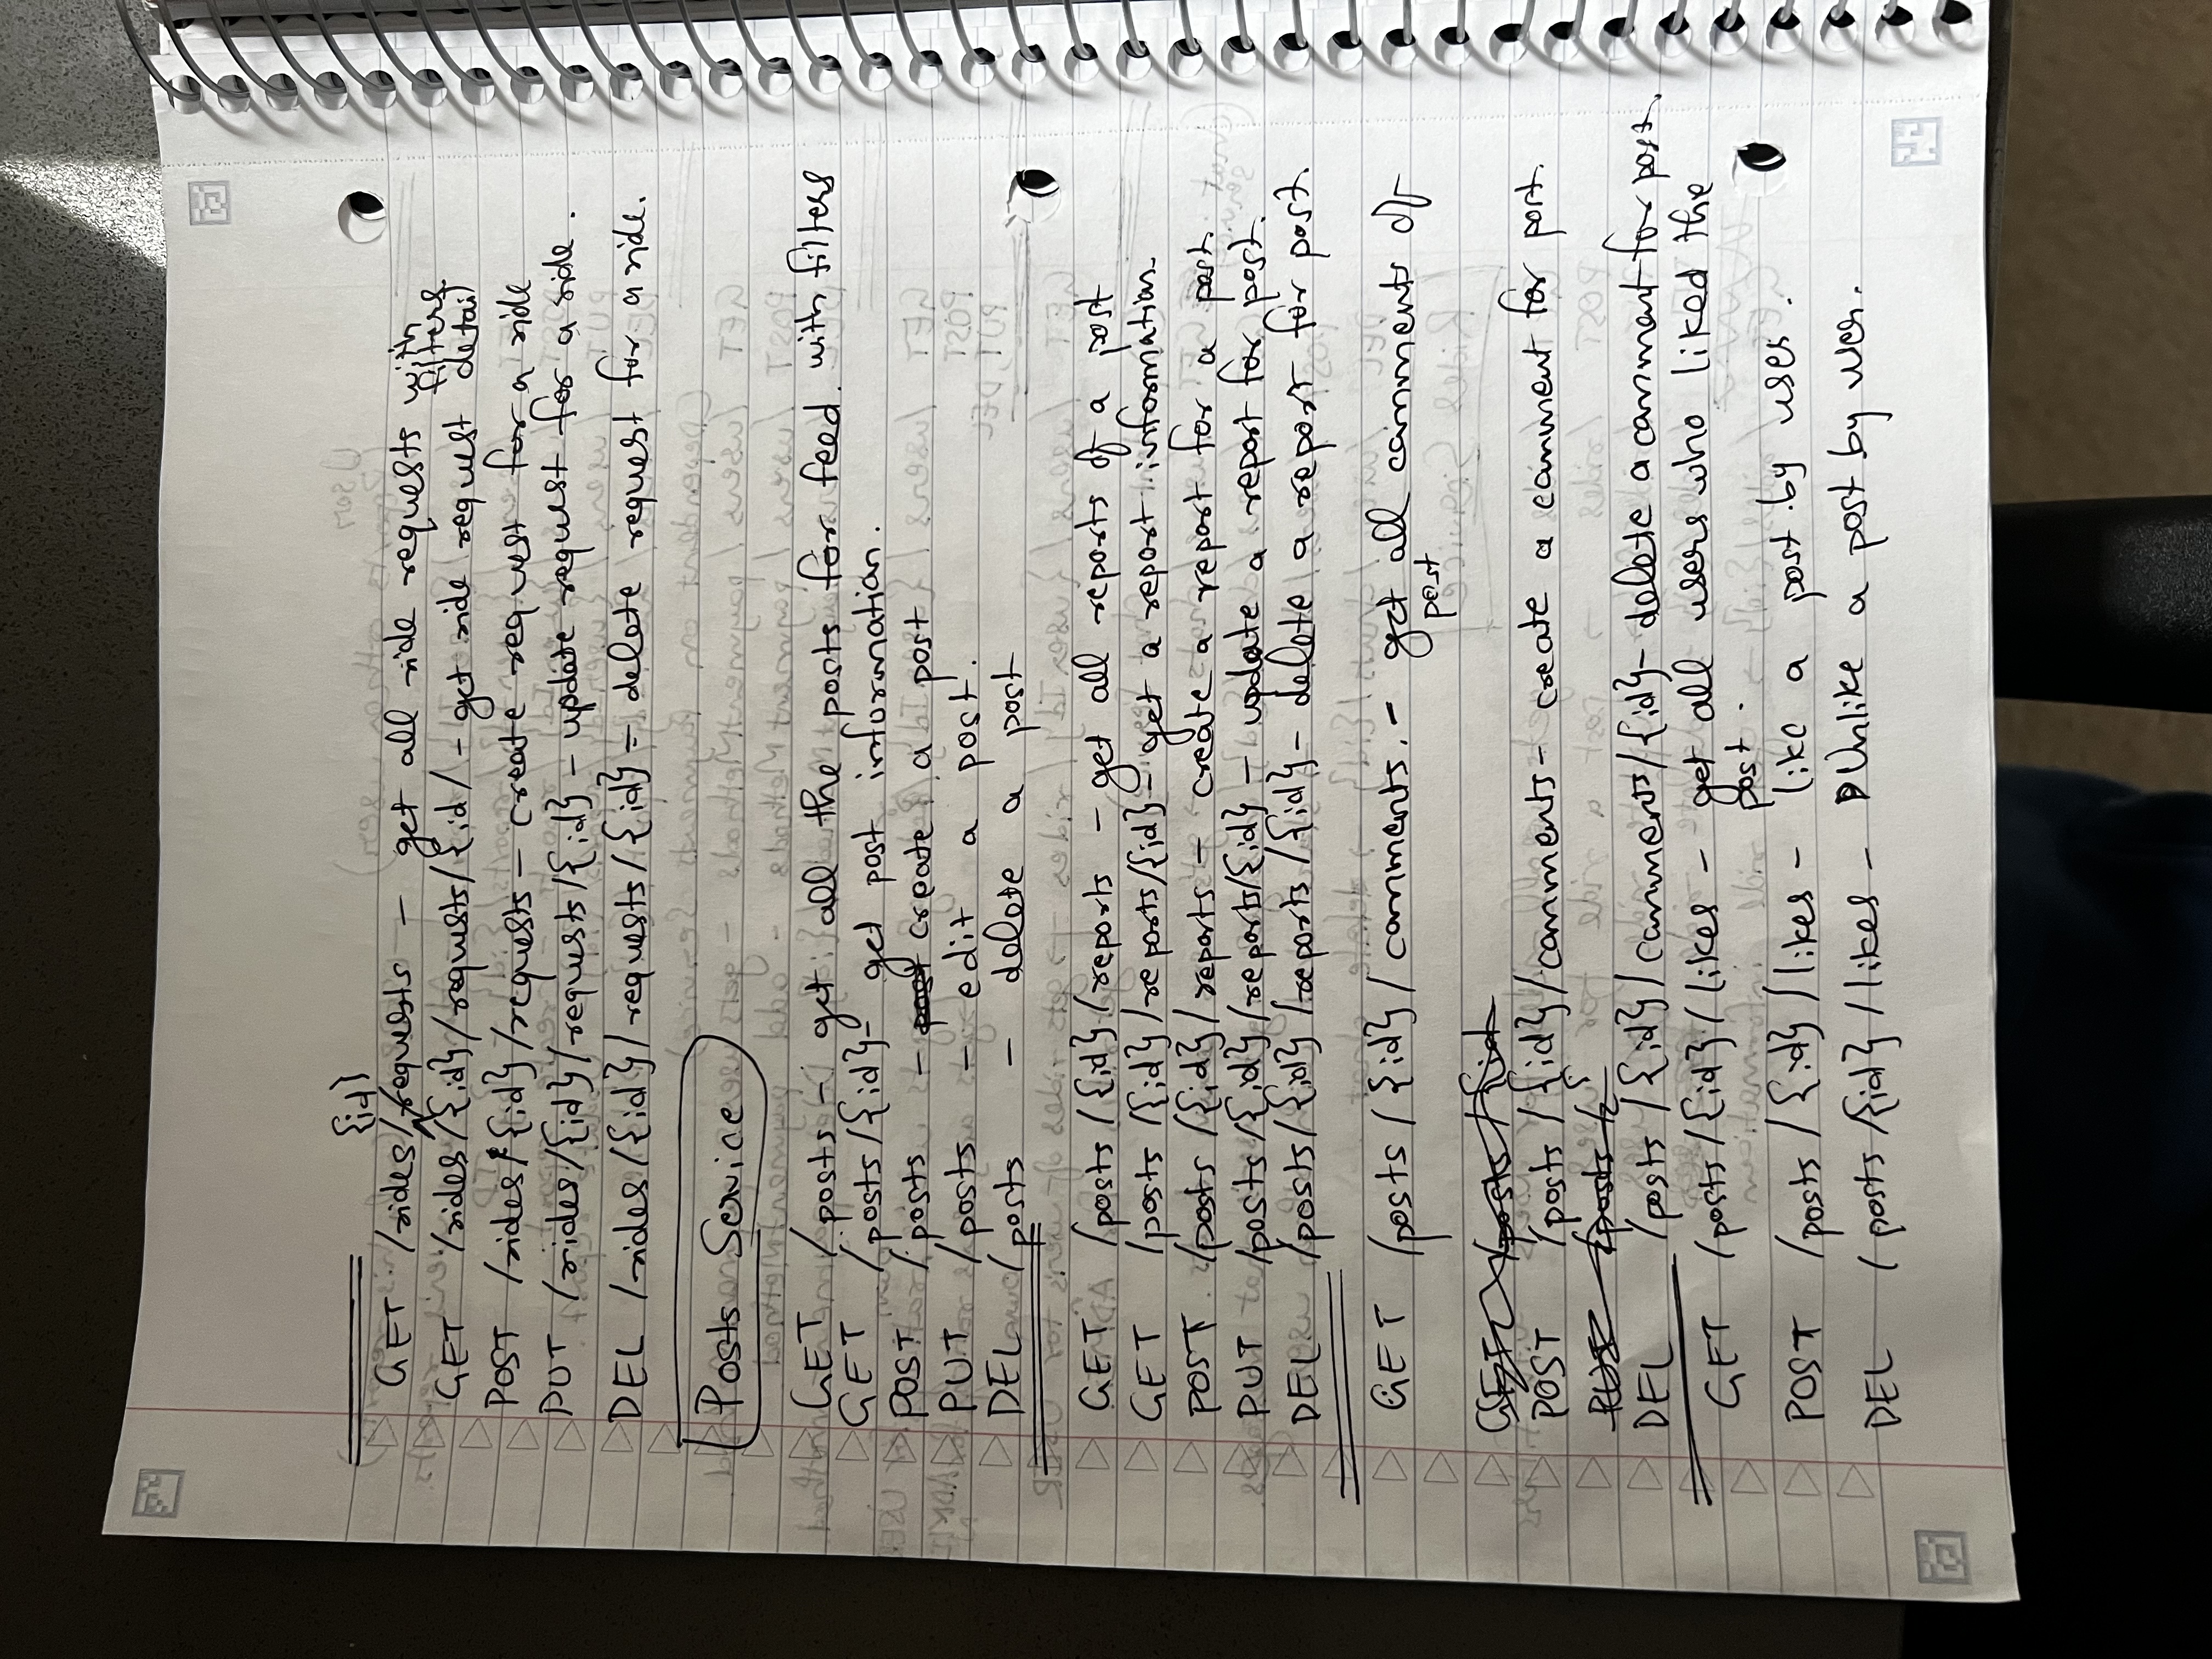 {id}
GET /rides/requests - get all ride requests with
filters
GET /rides/{id}/requests/{id/ - get ride request detail
POST /rides/{id}/requests - create request for a ride
PUT /rides/{id}/requests/{id} - update request for a ride.
DEL /rides/{id}/requests/{id} - delete request for a ride.
Posts Service
GET /posts - get all the posts for feed. with filters
GET /posts/{id} - get post information.
POST /posts - post create a post
PUT /posts - edit a post.
DEL /posts - delete a post
GET /posts/{id}/reports - get all reports of a post
GET /posts/{id}/reports/{id} - get a report information
POST /posts/{id}/reports - create a report for a post.
PUT /posts/{id}/reports/{id} - update a report for post.
DEL /posts/{id}/reports/{id} - delete a report for post.
GET /posts/{id}/comments. - get all comments of
post
GET /posts/{id
POST /posts/{id}/comments - create a comment for post.
PUT /posts/{
DEL /posts/{id}/comments/{id} - delete a comment for post.
GET /posts/{id}/likes - get all users who liked the
post.
POST /posts/{id}/likes - like a post by user.
DEL /posts/{id}/likes - Unlike a post by user.